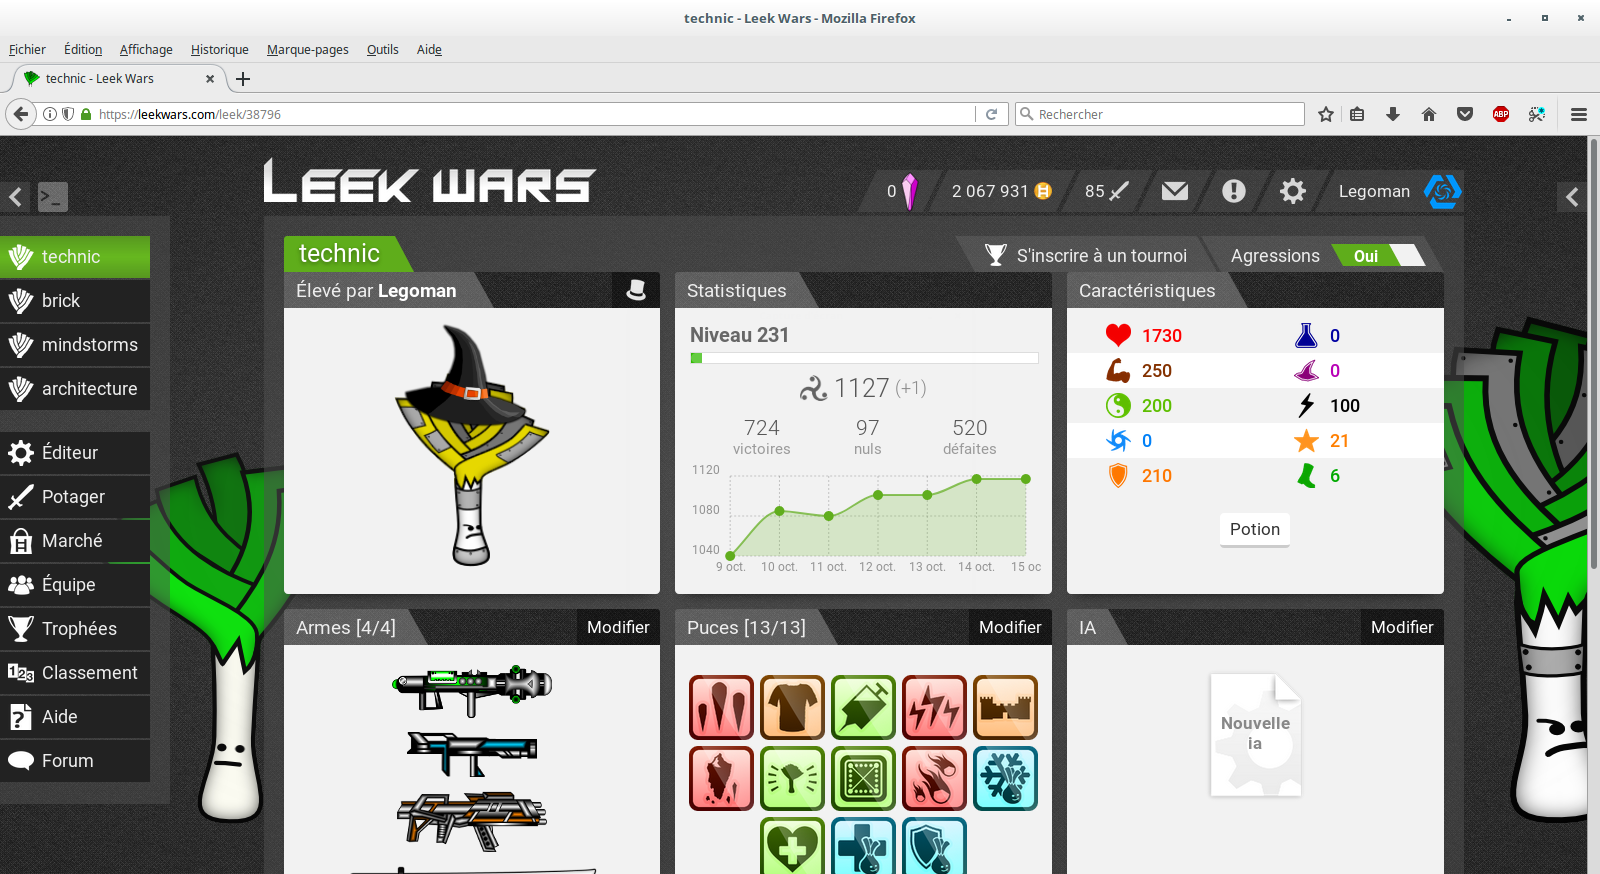 technic - Leek Wars - Mozilla Firefox
Fichier Édition Affichage Historique Marque-pages Outils Aide
technic - Leek Wars
https://leekwars.com/leek/38796
Rechercher
ABP
LEEK WARS
0 2 067 931 85 Legoman
>_
technic
brick
mindstorms
architecture
Éditeur
Potager
Marché
Équipe
Trophées
123 Classement
Aide
Forum
technic
S'inscrire à un tournoi
Agressions Oui
Élevé par Legoman
Statistiques
Niveau 231
1127 (+1)
724 97 520
victoires nuls défaites
1120
1080
1040
9 oct. 10 oct. 11 oct. 12 oct. 13 oct. 14 oct. 15 oc
Caractéristiques
1730 0
250 0
200 100
0 21
210 6
Potion
Armes [4/4] Modifier
Puces [13/13] Modifier
IA Modifier
Nouvelle
ia